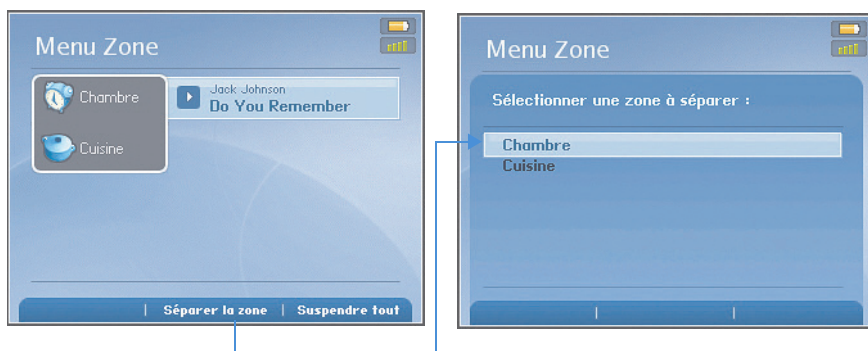 Menu Zone
Chambre
Jack Johnson
Do You Remember
Cuisine
Séparer la zone | Suspendre tout
Menu Zone
Sélectionner une zone à séparer :
Chambre
Cuisine